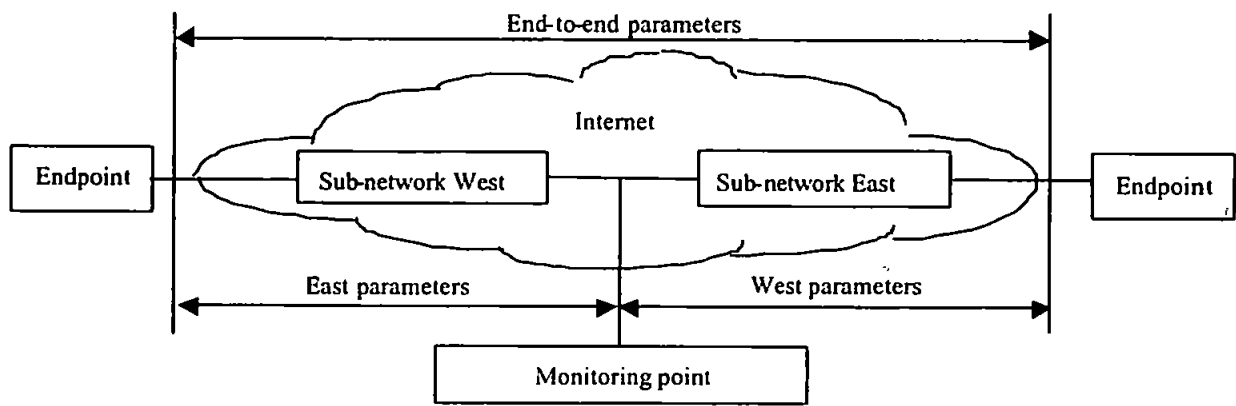 End-to-end parameters
Internet
Endpoint
Sub-network West
Sub-network East
Endpoint
East parameters
West parameters
Monitoring point